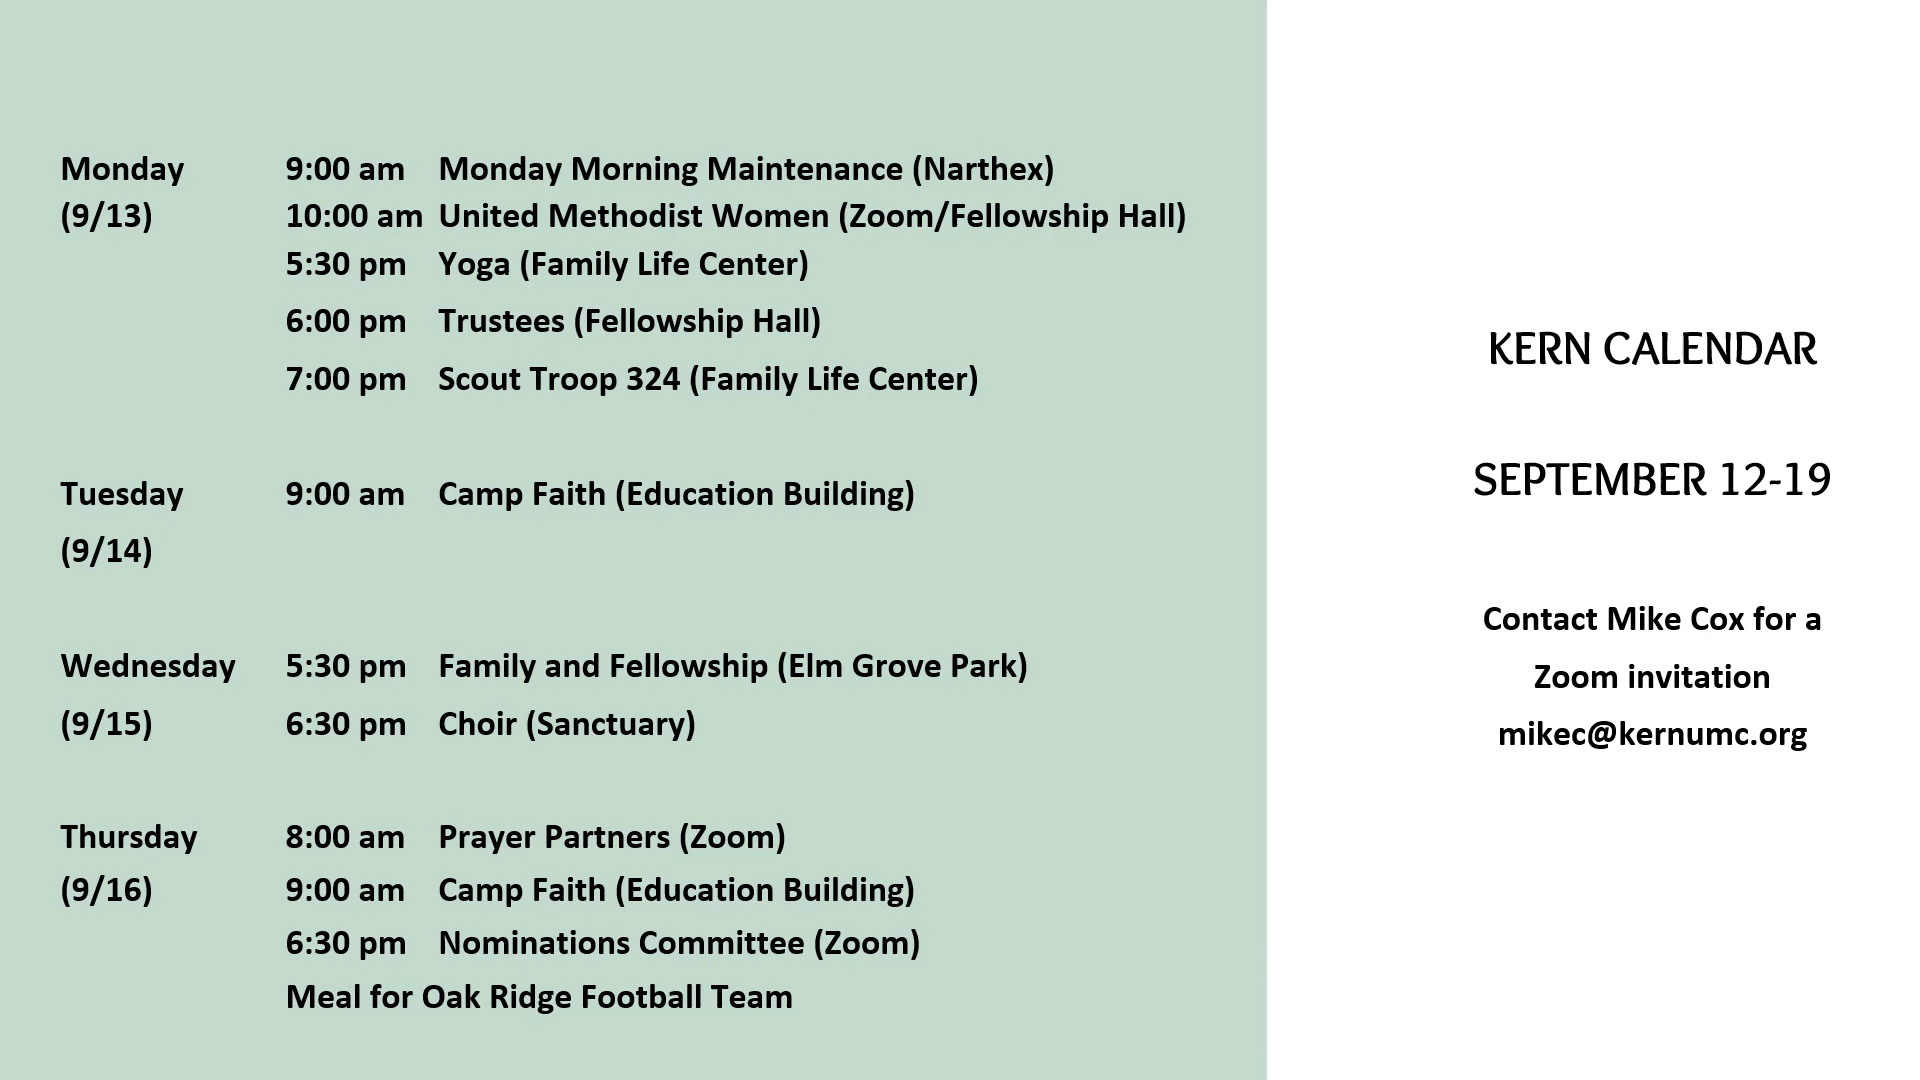 Monday 9:00 am Monday Morning Maintenance (Narthex)
(9/13) 10:00 am United Methodist Women (Zoom/Fellowship Hall)
5:30 pm Yoga (Family Life Center)
6:00 pm Trustees (Fellowship Hall)
7:00 pm Scout Troop 324 (Family Life Center)
Tuesday 9:00 am Camp Faith (Education Building)
(9/14)
Wednesday 5:30 pm Family and Fellowship (Elm Grove Park)
(9/15) 6:30 pm Choir (Sanctuary)
Thursday 8:00 am Prayer Partners (Zoom)
(9/16) 9:00 am Camp Faith (Education Building)
6:30 pm Nominations Committee (Zoom)
Meal for Oak Ridge Football Team
KERN CALENDAR
SEPTEMBER 12-19
Contact Mike Cox for a
Zoom invitation
mikec@kernumc.org